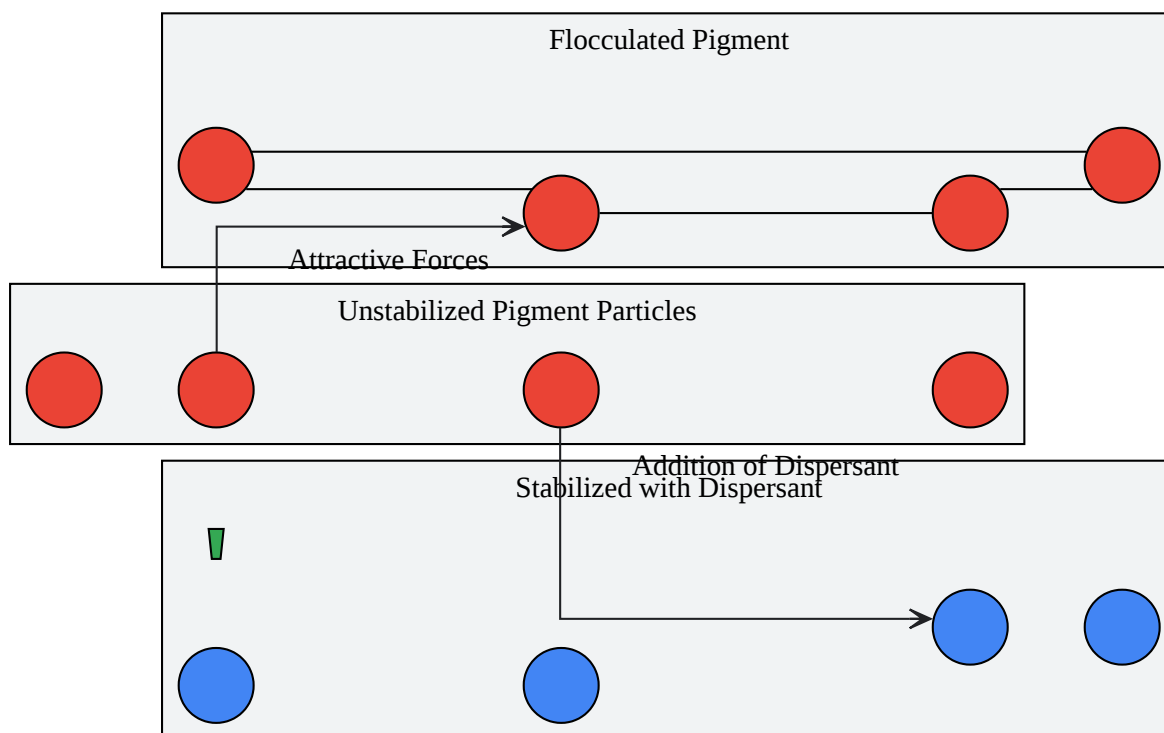 Flocculated Pigment
Attractive Forces
Unstabilized Pigment Particles
Addition of Dispersant
Stabilized with Dispersant